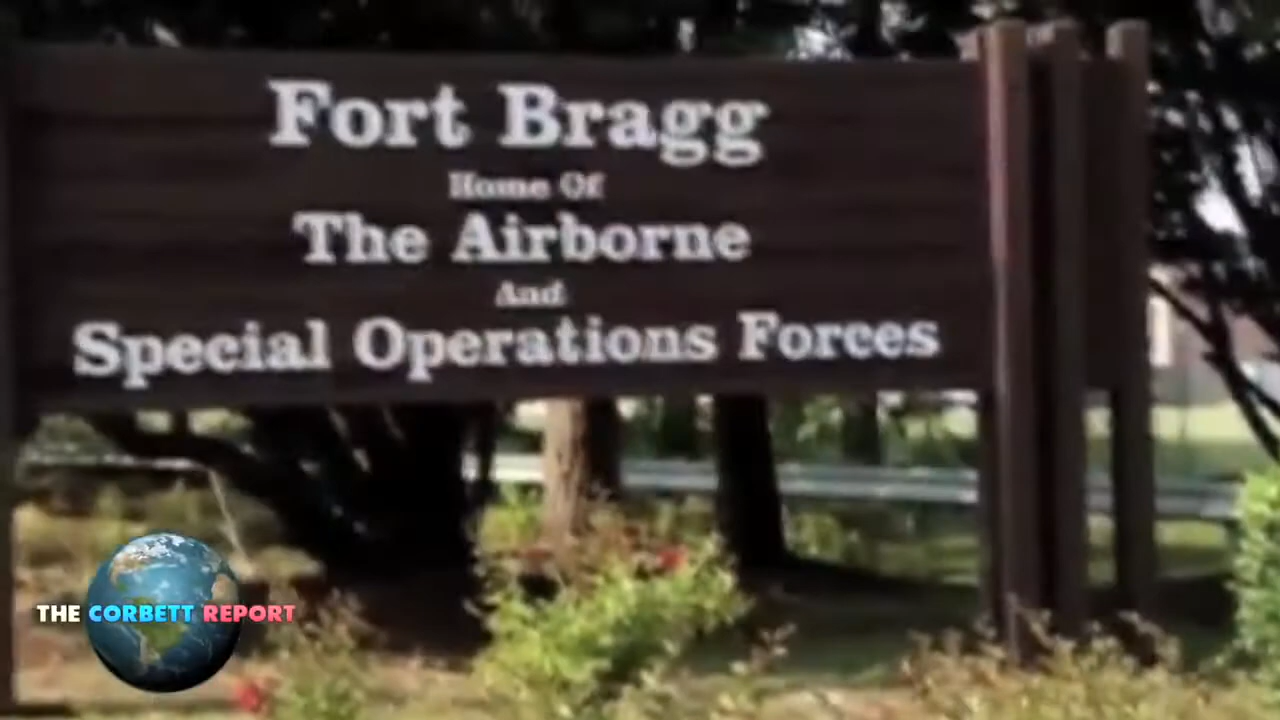 Fort Bragg
Home Of
The Airborne
And
Special Operations Forces
THE CORBETT REPORT